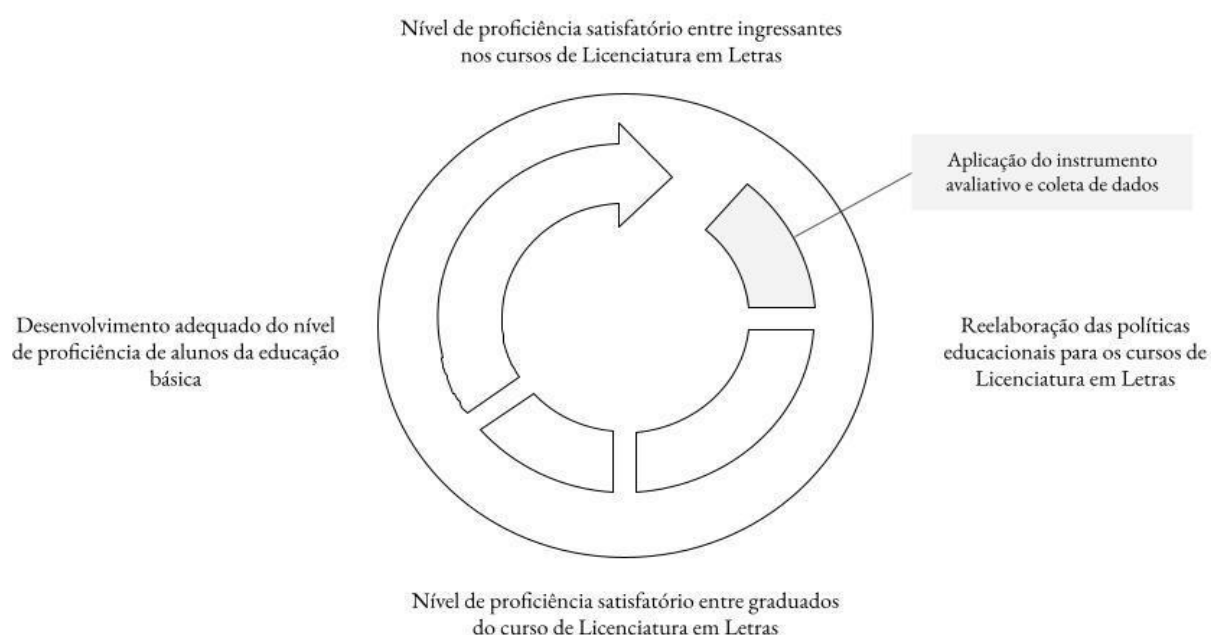 Nível de proficiência satisfatório entre ingressantes
nos cursos de Licenciatura em Letras
Aplicação do instrumento
avaliativo e coleta de dados
Desenvolvimento adequado do nível
de proficiência de alunos da educação
básica
Reelaboração das políticas
educacionais para os cursos de
Licenciatura em Letras
Nível de proficiência satisfatório entre graduados
do curso de Licenciatura em Letras